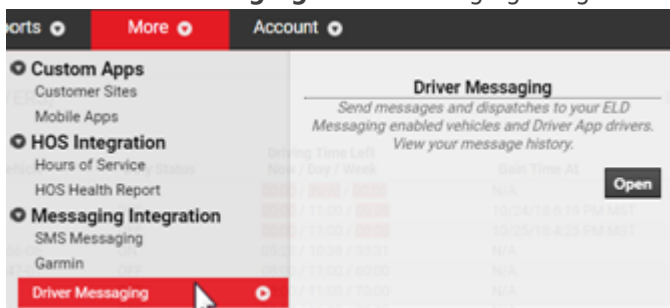 orts More Account
Custom Apps
Customer Sites
Mobile Apps
HOS Integration
Hours of Service
HOS Health Report
Messaging Integration
SMS Messaging
Garmin
Driver Messaging
Driver Messaging
Send messages and dispatches to your ELD
Messaging enabled vehicles and Driver App drivers.
View your message history.
Open
Driving Time Left
Now / Day / Week
Gain Time At
N/A
10/24/18 6:59 PM MST
10/25/18 4:25 PM MST
N/A
N/A
N/A